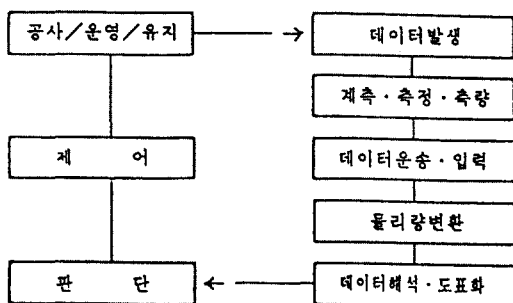 공사/운영/유지
데이터발생
계측·측정·측량
제 어
데이터운송·입력
물리량변환
판 단
데이터해석·도표화